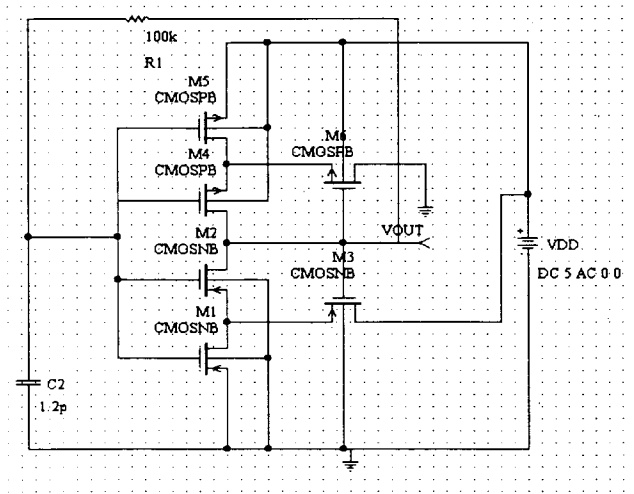 100k
R1
M5
CMOSPB
M4
CMOSPB
M6
CMOSPB
M2
CMOSNB
VOUT
M3
CMOSNB
VDD
DC 5 AC 0 0
M1
CMOSNB
C2
1.2p